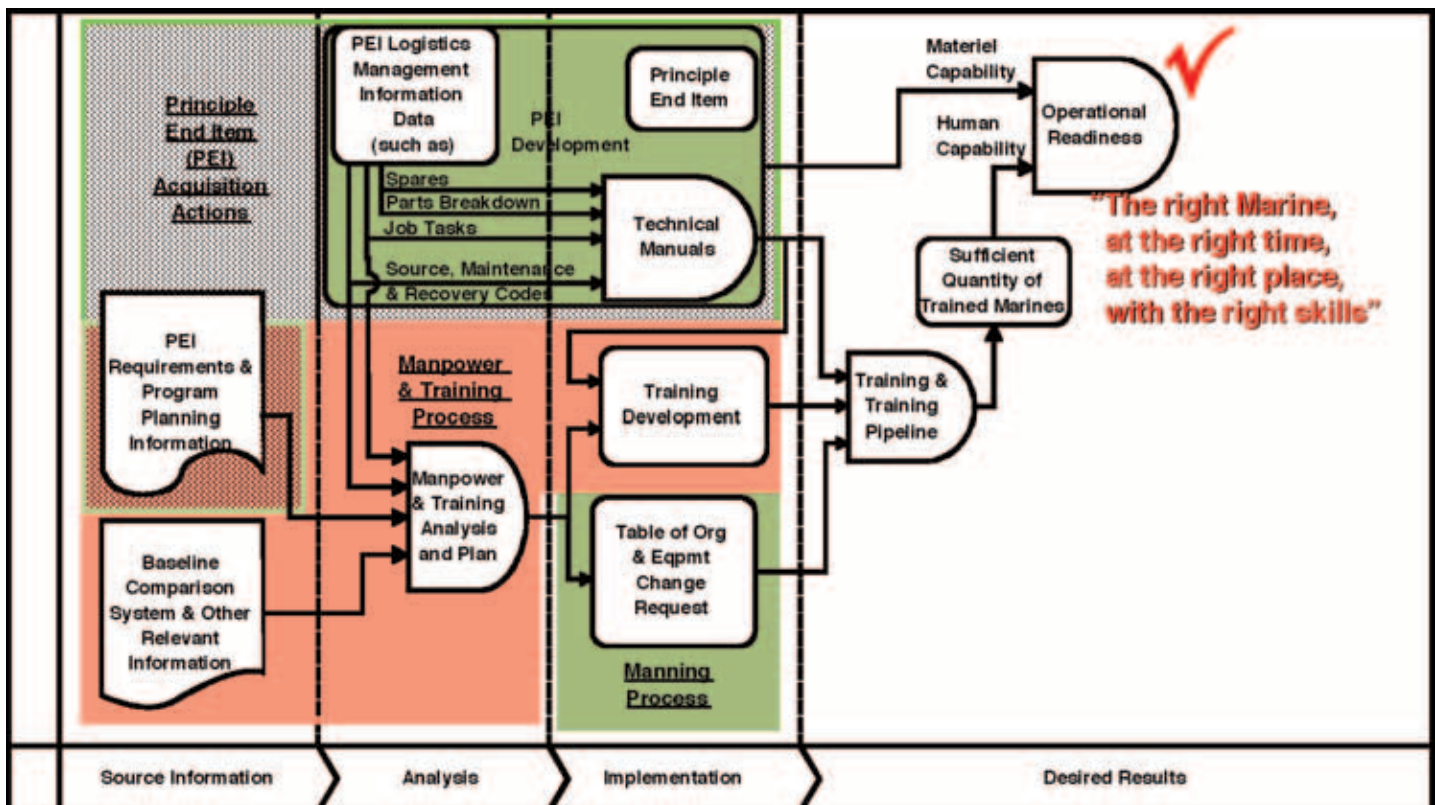 Principle
End Item
(PEI)
Acquisition
Actions
PEI Logistics
Management
Information
Data
(such as)
Principle
End Item
PEI
Development
Spares
Parts Breakdown
Job Tasks
Source, Maintenance
& Recovery Codes
Technical
Manuals
Materiel
Capability
Human
Capability
Operational
Readiness
"The right Marine,
at the right time,
at the right place,
with the right skills"
Sufficient
Quantity of
Trained Marines
PEI
Requirements &
Program
Planning
Information
Manpower
& Training
Process
Training
Development
Training &
Training
Pipeline
Manpower
& Training
Analysis
and Plan
Baseline
Comparison
System & Other
Relevant
Information
Table of Org
& Eqpmt
Change
Request
Manning
Process
Source Information
Analysis
Implementation
Desired Results